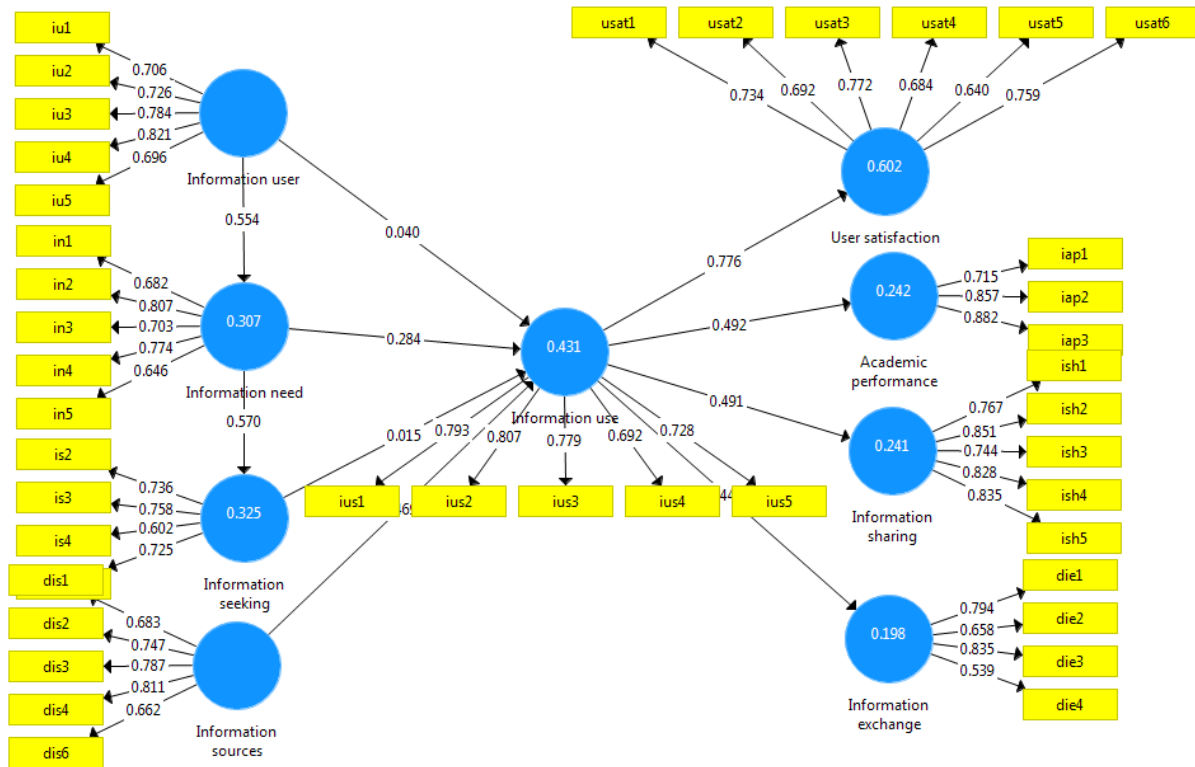 iu1
iu2
iu3
iu4
iu5
0.706
0.726
0.784
0.821
0.696
Information user
0.554
0.040
in1
in2
in3
in4
in5
0.682
0.807
0.703
0.774
0.646
0.307
Information need
0.284
0.570
is2
is3
is4
0.736
0.758
0.602
0.725
0.325
Information
seeking
0.015
dis1
dis2
dis3
dis4
dis6
0.683
0.747
0.787
0.811
0.662
Information
sources
0.431
Information use
0.793
0.807
0.779
0.692
0.728
ius1
ius2
ius3
ius4
ius5
usat1
usat2
usat3
usat4
usat5
usat6
0.734
0.692
0.772
0.684
0.640
0.759
0.602
User satisfaction
0.776
0.492
0.242
Academic
performance
0.715
0.857
0.882
iap1
iap2
iap3
0.491
0.241
Information
sharing
0.767
0.851
0.744
0.828
0.835
ish1
ish2
ish3
ish4
ish5
0.198
Information
exchange
0.794
0.658
0.835
0.539
die1
die2
die3
die4